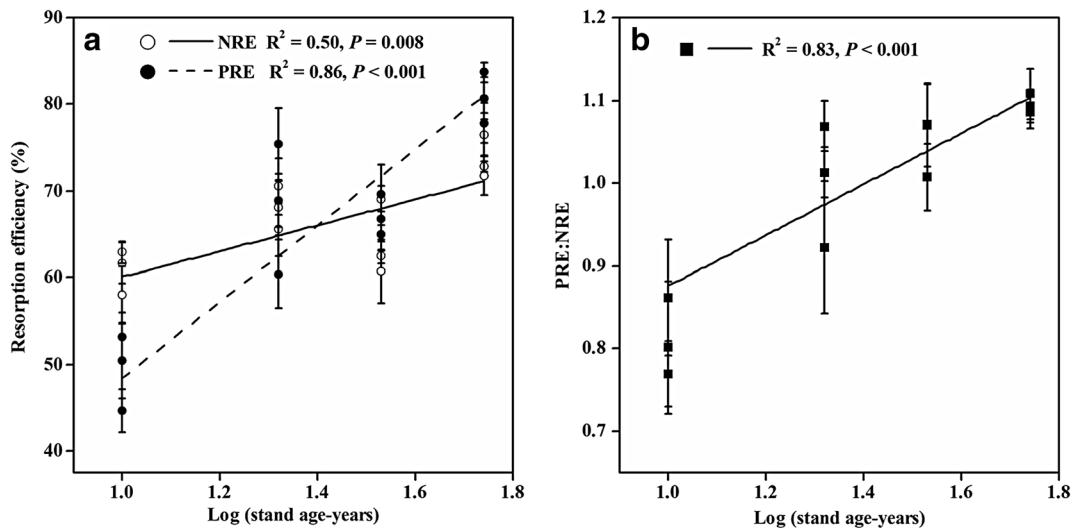 a
NRE R² = 0.50, P = 0.008
PRE R² = 0.86, P < 0.001
Resorption efficiency (%)
90
80
70
60
50
40
1.0 1.2 1.4 1.6 1.8
Log (stand age-years)
b
R² = 0.83, P < 0.001
PRE:NRE
1.2
1.1
1.0
0.9
0.8
0.7
1.0 1.2 1.4 1.6 1.8
Log (stand age-years)